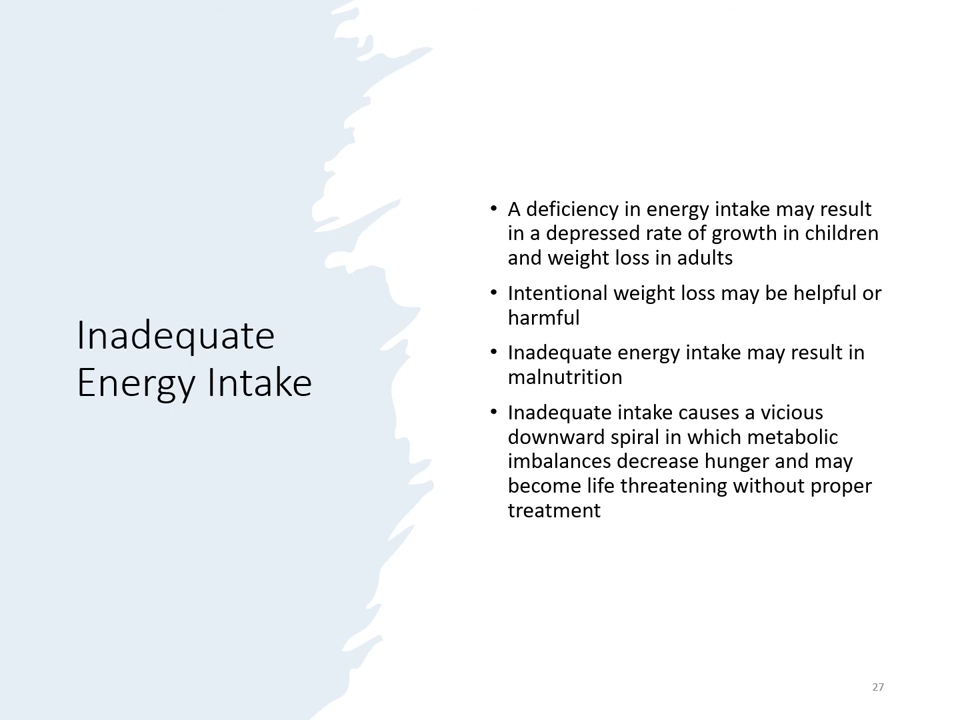 Inadequate
Energy Intake
• A deficiency in energy intake may result
in a depressed rate of growth in children
and weight loss in adults
• Intentional weight loss may be helpful or
harmful
• Inadequate energy intake may result in
malnutrition
• Inadequate intake causes a vicious
downward spiral in which metabolic
imbalances decrease hunger and may
become life threatening without proper
treatment
27